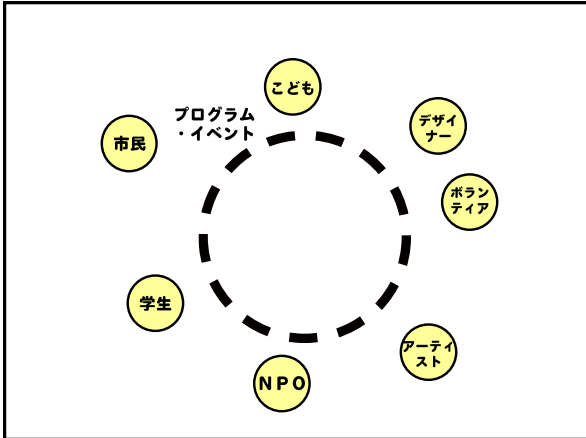 こども
プログラム
・イベント
デザイ
ナー
市民
ボラン
ティア
学生
アーティ
スト
NPO